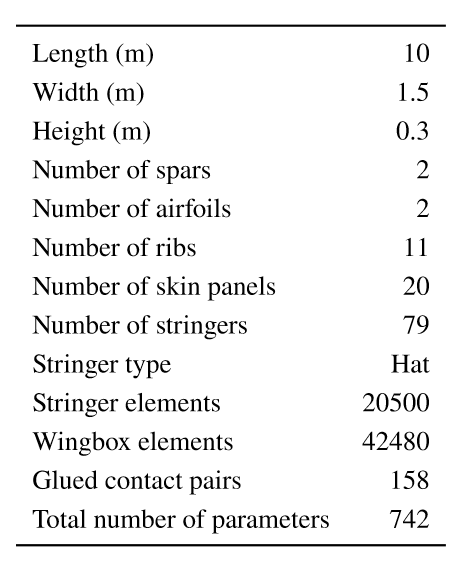 Length (m) 10
Width (m) 1.5
Height (m) 0.3
Number of spars 2
Number of airfoils 2
Number of ribs 11
Number of skin panels 20
Number of stringers 79
Stringer type Hat
Stringer elements 20500
Wingbox elements 42480
Glued contact pairs 158
Total number of parameters 742